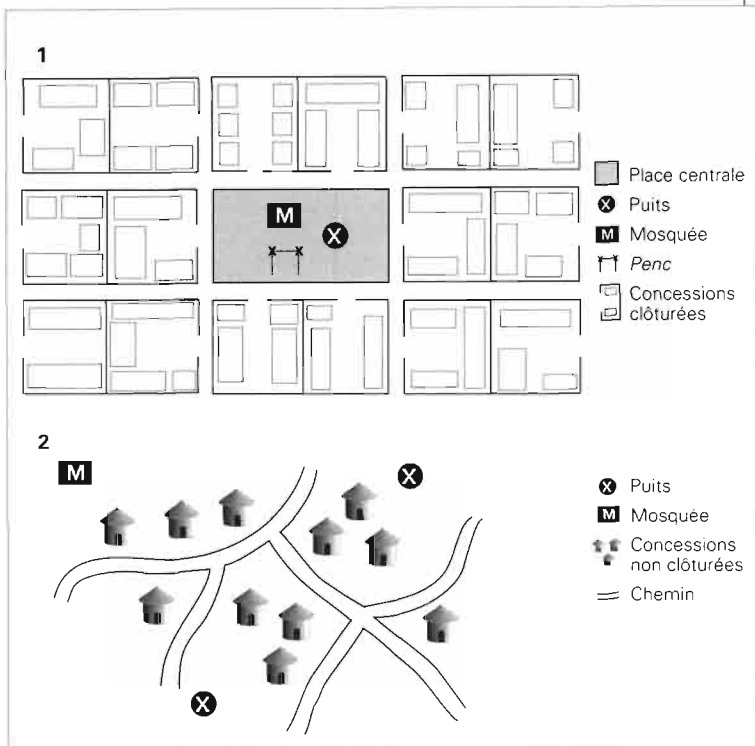 1
M
X
Place centrale
X Puits
M Mosquée
Penc
Concessions
clôturées
2
M
X
X
X Puits
M Mosquée
Concessions
non clôturées
Chemin